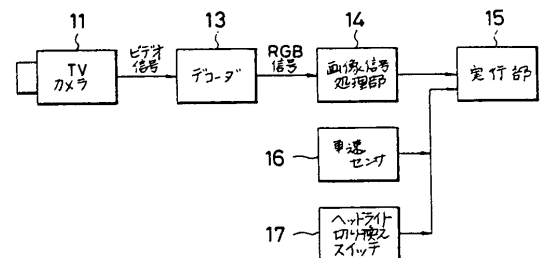 11
13
14
15
TV
カメラ
ビデオ
信号
デコーダ
RGB
信号
画像信号
処理部
実行部
16
車速
センサ
17
ヘッドライト
切り換え
スイッチ